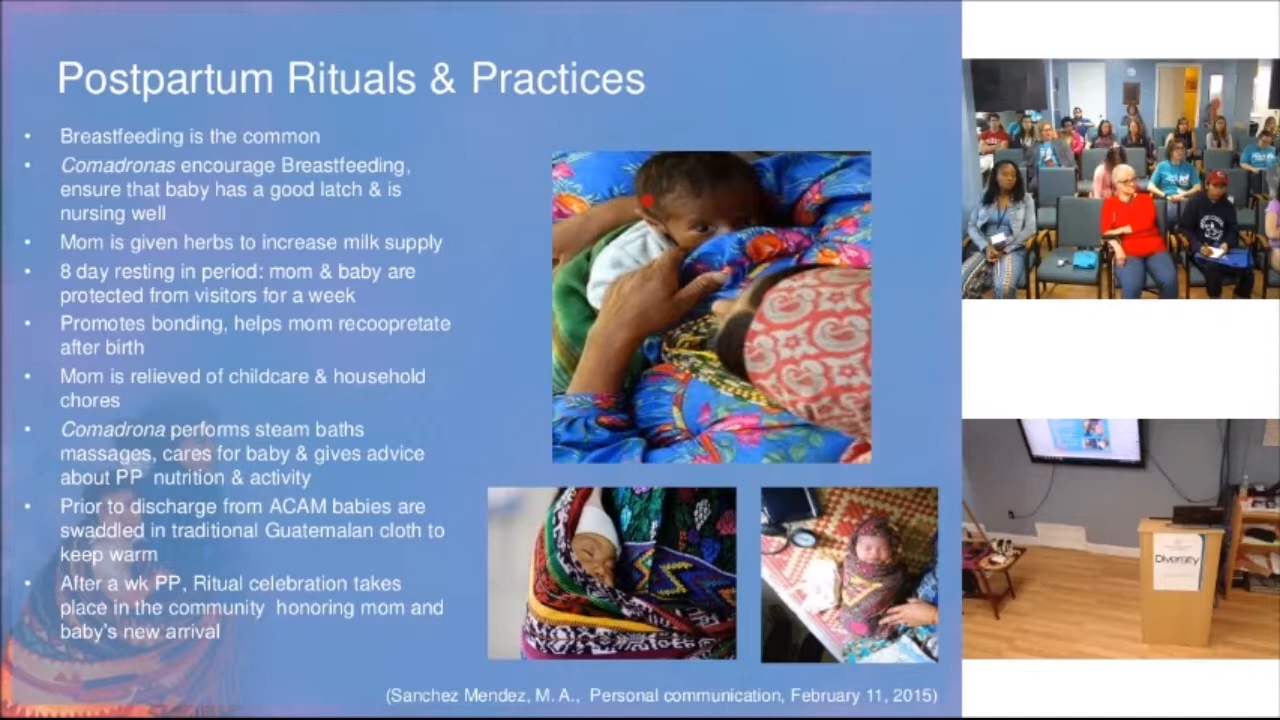 Postpartum Rituals & Practices
• Breastfeeding is the common
• Comadronas encourage Breastfeeding,
ensure that baby has a good latch & is
nursing well
• Mom is given herbs to increase milk supply
• 8 day resting in period: mom & baby are
protected from visitors for a week
• Promotes bonding, helps mom recoopretate
after birth
• Mom is relieved of childcare & household
chores
• Comadrona performs steam baths
massages, cares for baby & gives advice
about PP nutrition & activity
• Prior to discharge from ACAM babies are
swaddled in traditional Guatemalan cloth to
keep warm
• After a wk PP, Ritual celebration takes
place in the community honoring mom and
baby's new arrival
(Sanchez Mendez, M. A., Personal communication, February 11, 2015)
Diversity